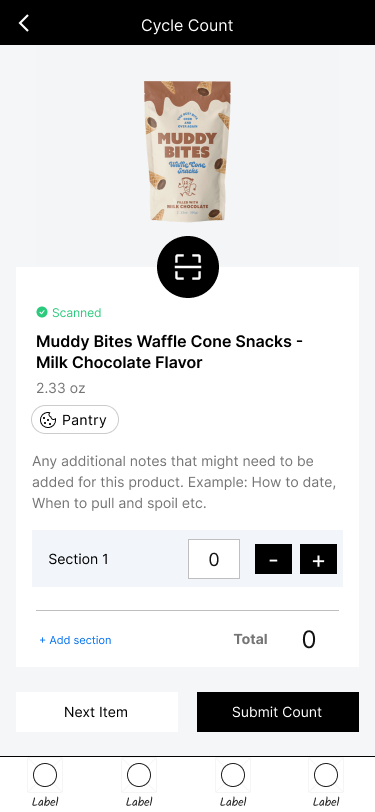 Cycle Count
MUDDY
BITES
Waffle Cone
Snacks
FILLED WITH
MILK CHOCOLATE
Scanned
Muddy Bites Waffle Cone Snacks -
Milk Chocolate Flavor
2.33 oz
Pantry
Any additional notes that might need to be
added for this product. Example: How to date,
When to pull and spoil etc.
Section 1
0
-
+
+ Add section
Total
0
Next Item
Submit Count
Label
Label
Label
Label